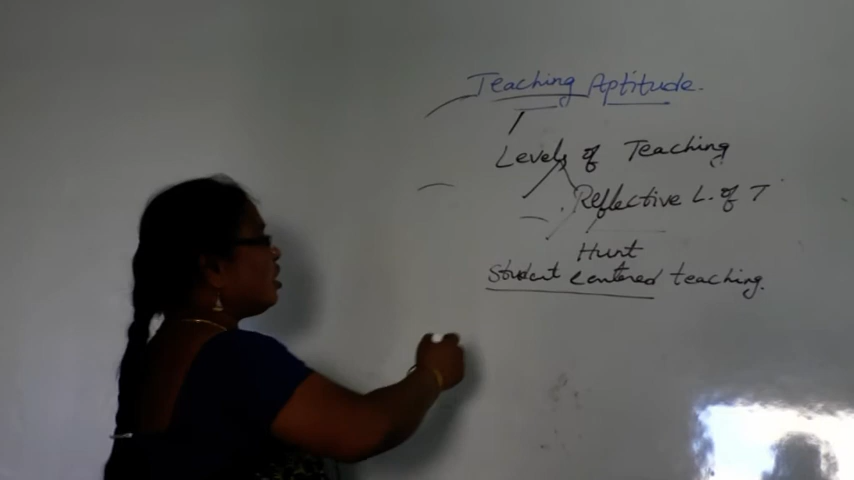 Teaching Aptitude.
Levels of Teaching
Reflective L. of T
Hunt
Student Centered teaching.